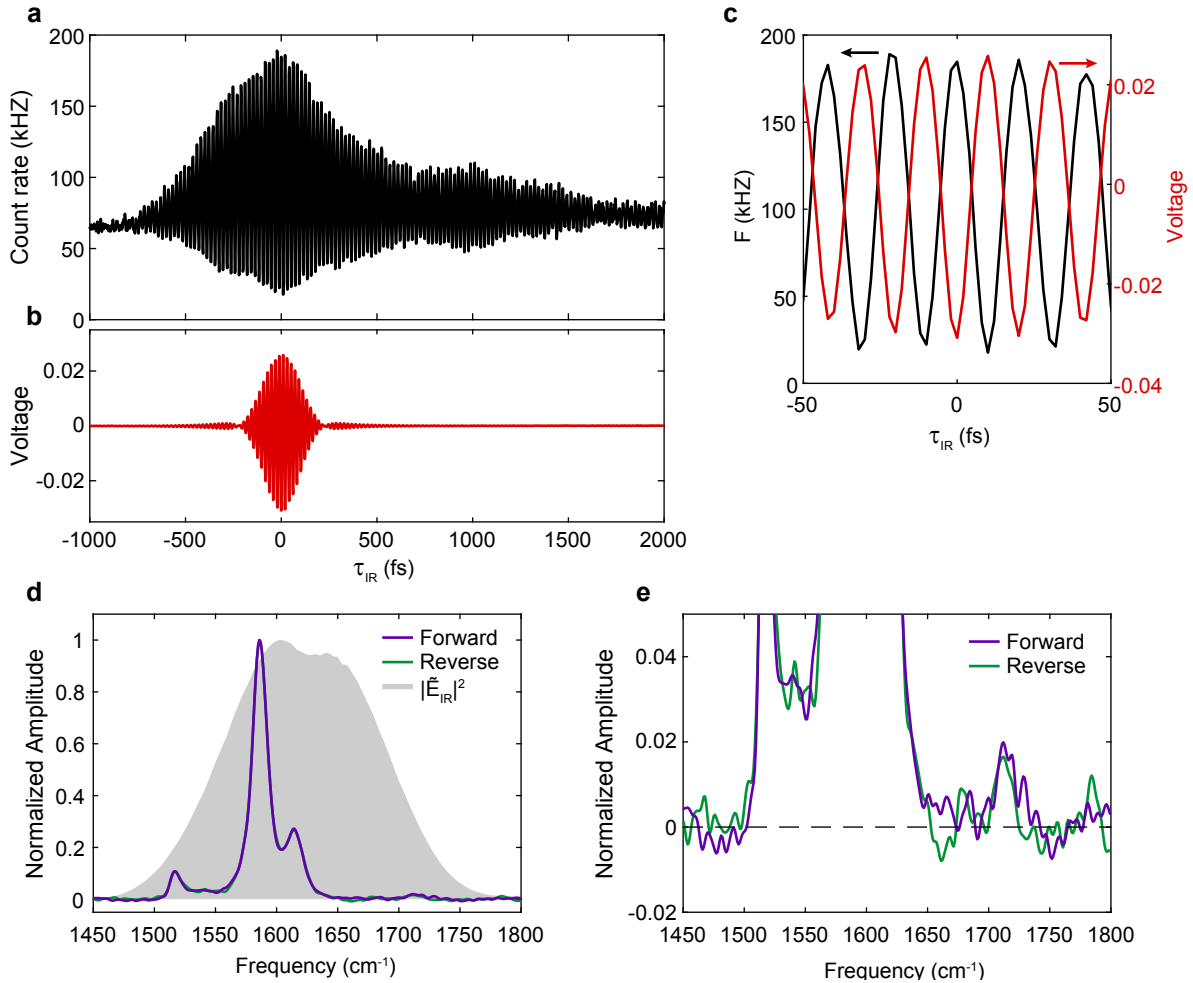 a
200
150
100
50
0
Count rate (kHZ)
b
0.02
0
-0.02
Voltage
-1000
-500
0
500
1000
1500
2000
τIR (fs)
c
200
150
100
50
0
F (kHZ)
0.02
0
-0.02
-0.04
Voltage
-50
0
50
τIR (fs)
d
1
0.8
0.6
0.4
0.2
0
Normalized Amplitude
Forward
Reverse
|ẼIR|²
1450
1500
1550
1600
1650
1700
1750
1800
Frequency (cm⁻¹)
e
0.04
0.02
0
-0.02
Normalized Amplitude
Forward
Reverse
1450
1500
1550
1600
1650
1700
1750
1800
Frequency (cm⁻¹)